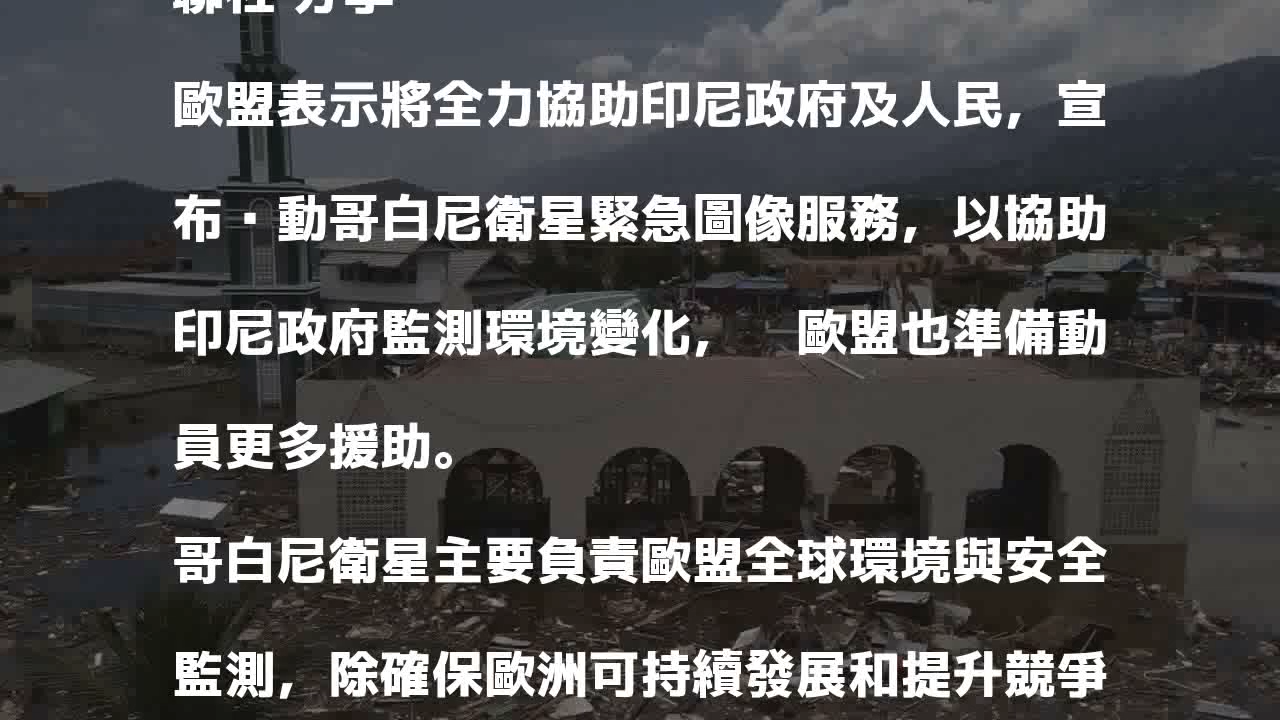 歐盟表示將全力協助印尼政府及人民，宣
布·動哥白尼衛星緊急圖像服務，以協助
印尼政府監測環境變化，　歐盟也準備動
員更多援助。
哥白尼衛星主要負責歐盟全球環境與安全
監測，除確保歐洲可持續發展和提升競爭